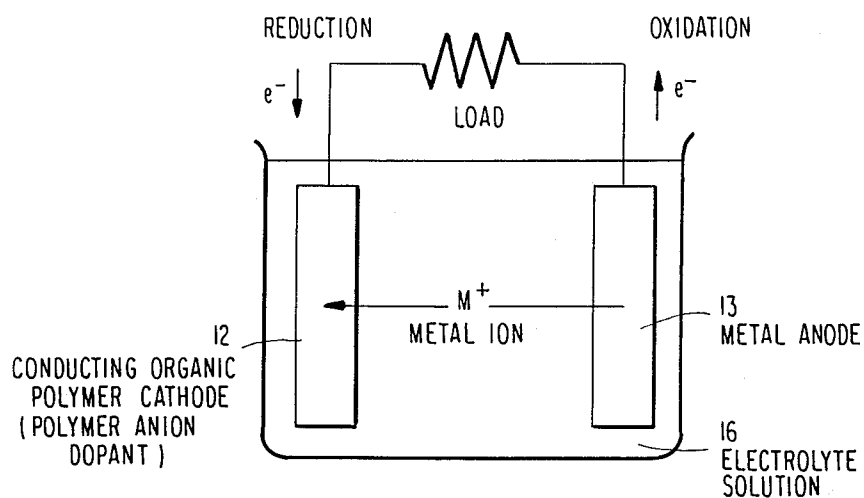 REDUCTION
OXIDATION
e⁻
e⁻
LOAD
M⁺
METAL ION
12
CONDUCTING ORGANIC
POLYMER CATHODE
(POLYMER ANION
DOPANT)
13
METAL ANODE
16
ELECTROLYTE
SOLUTION